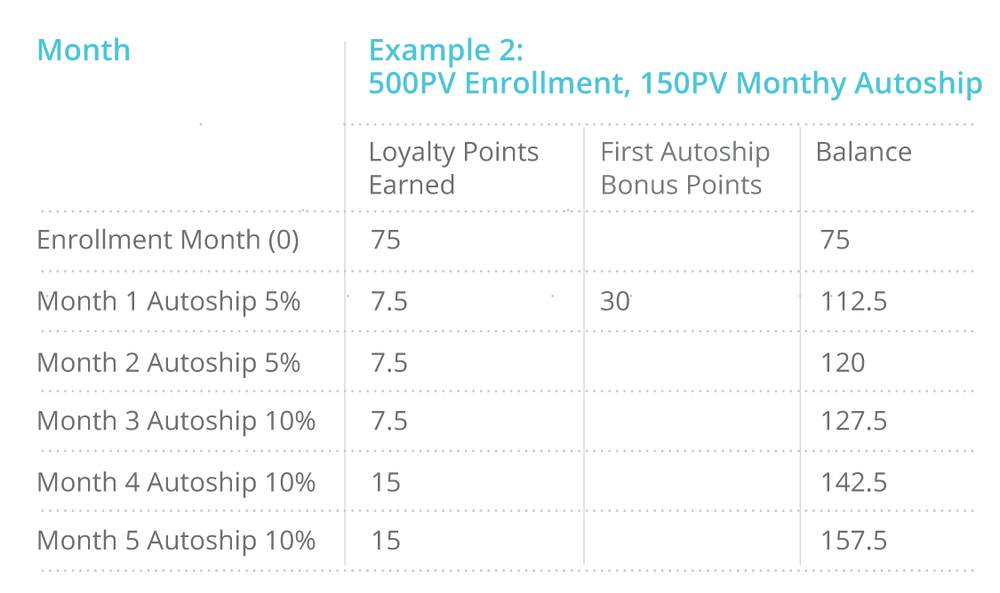 Month
Example 2:
500PV Enrollment, 150PV Monthy Autoship
Loyalty Points
Earned
First Autoship
Bonus Points
Balance
Enrollment Month (0) 75 75
Month 1 Autoship 5% 7.5 30 112.5
Month 2 Autoship 5% 7.5 120
Month 3 Autoship 10% 7.5 127.5
Month 4 Autoship 10% 15 142.5
Month 5 Autoship 10% 15 157.5